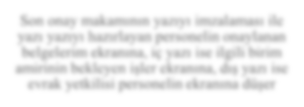 Son onay makamının yazıyı imzalaması ile
yazı yazıyı hazırlayan personelin onaylanan
belgelerim ekranına, iç yazı ise ilgili birim
amirinin bekleyen işler ekranına, dış yazı ise
evrak yetkilisi personelin ekranına düşer